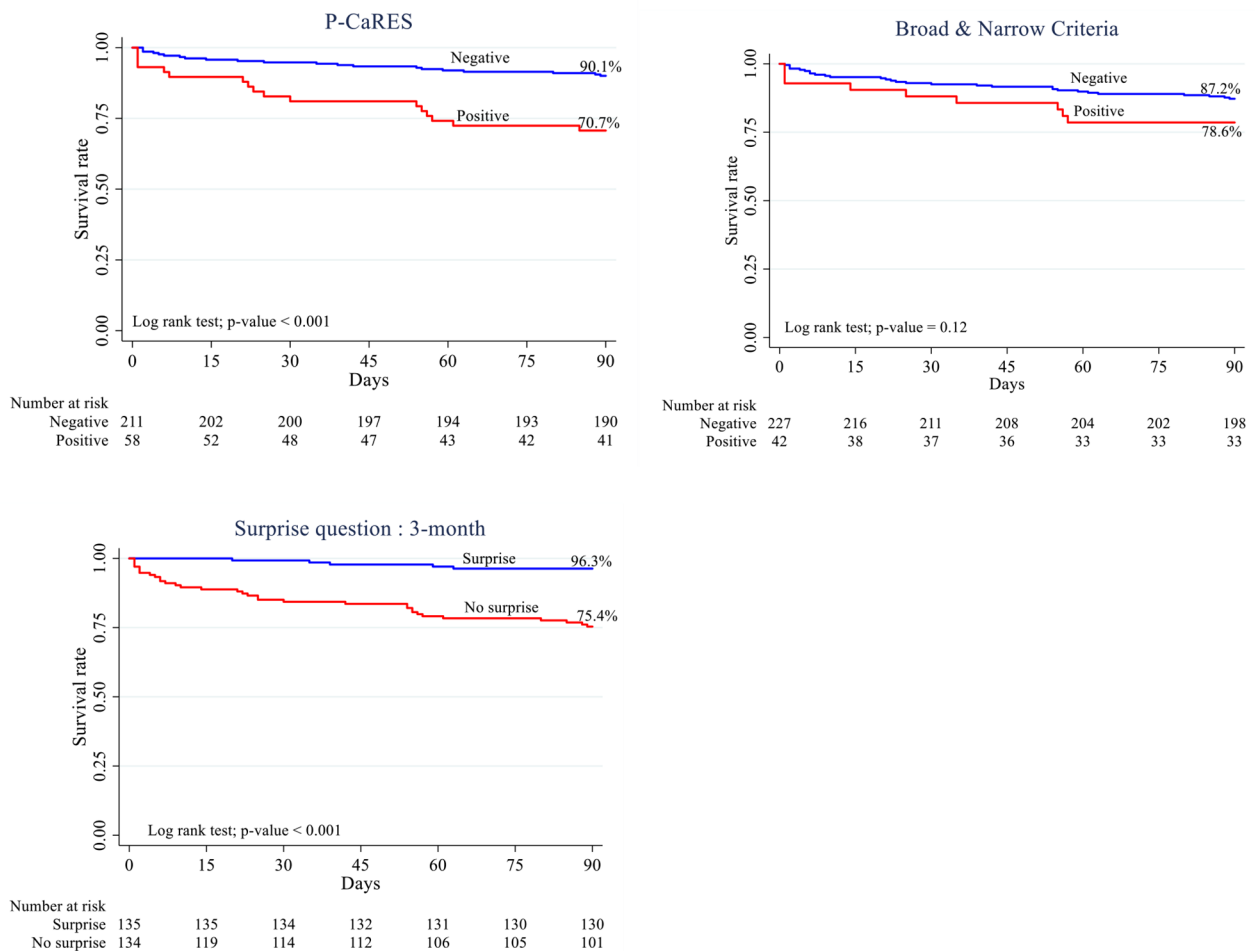 P-CaRES
Survival rate
1.00
0.75
0.50
0.25
0.00
Negative
90.1%
Positive
70.7%
Log rank test; p-value < 0.001
0 15 30 45 60 75 90
Days
Number at risk
Negative 211 202 200 197 194 193 190
Positive 58 52 48 47 43 42 41
Broad & Narrow Criteria
Survival rate
1.00
0.75
0.50
0.25
0.00
Negative
87.2%
Positive
78.6%
Log rank test; p-value = 0.12
0 15 30 45 60 75 90
Days
Number at risk
Negative 227 216 211 208 204 202 198
Positive 42 38 37 36 33 33 33
Surprise question : 3-month
Survival rate
1.00
0.75
0.50
0.25
0.00
Surprise
96.3%
No surprise
75.4%
Log rank test; p-value < 0.001
0 15 30 45 60 75 90
Days
Number at risk
Surprise 135 135 134 132 131 130 130
No surprise 134 119 114 112 106 105 101